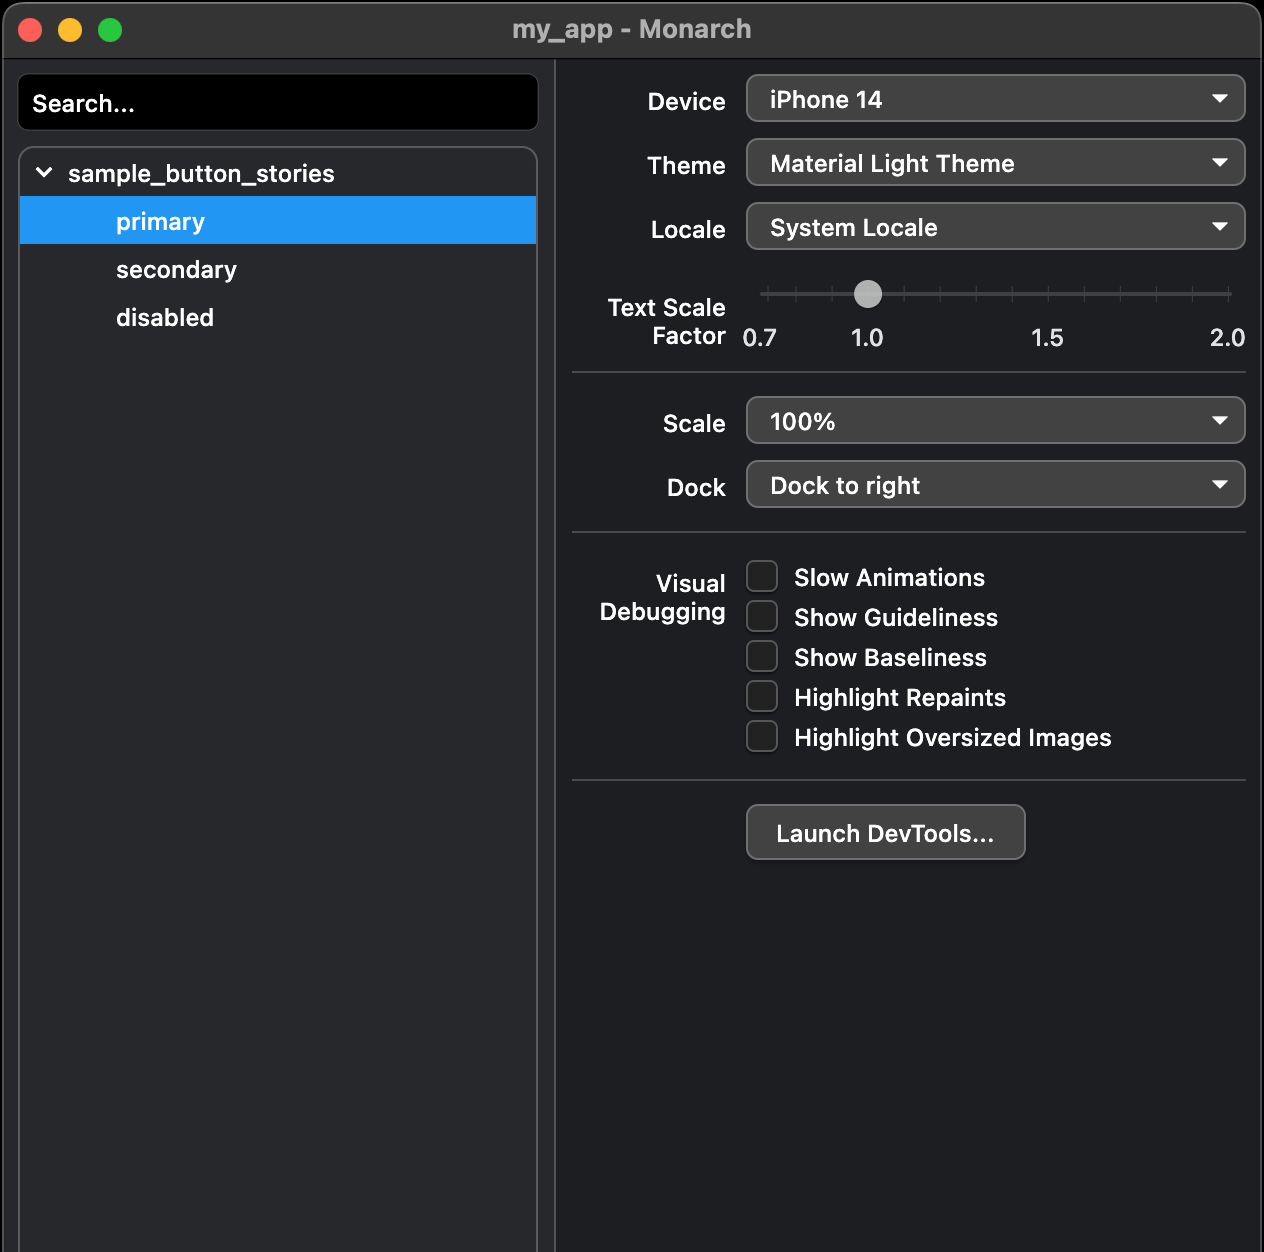 my_app - Monarch
Search...
sample_button_stories
primary
secondary
disabled
Device
iPhone 14
Theme
Material Light Theme
Locale
System Locale
Text Scale
Factor
0.7 1.0 1.5 2.0
Scale
100%
Dock
Dock to right
Visual
Debugging
Slow Animations
Show Guideliness
Show Baseliness
Highlight Repaints
Highlight Oversized Images
Launch DevTools...